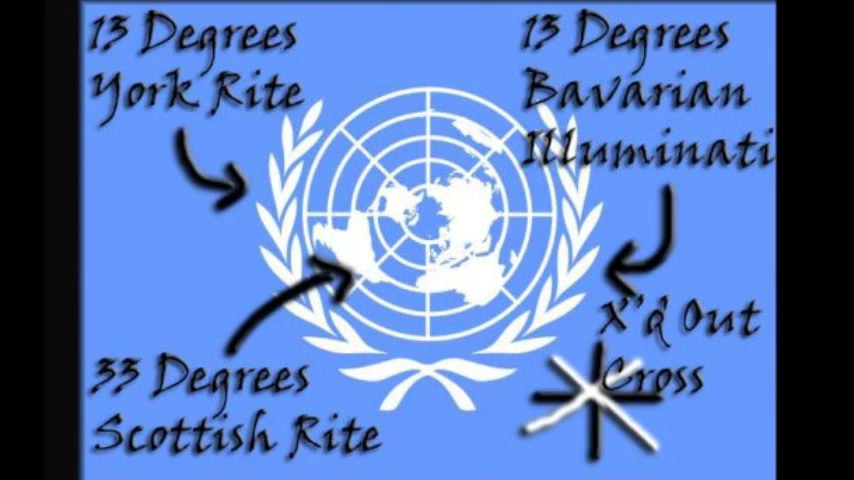 13 Degrees
York Rite
13 Degrees
Bavarian
Illuminati
33 Degrees
Scottish Rite
X'd Out
Cross